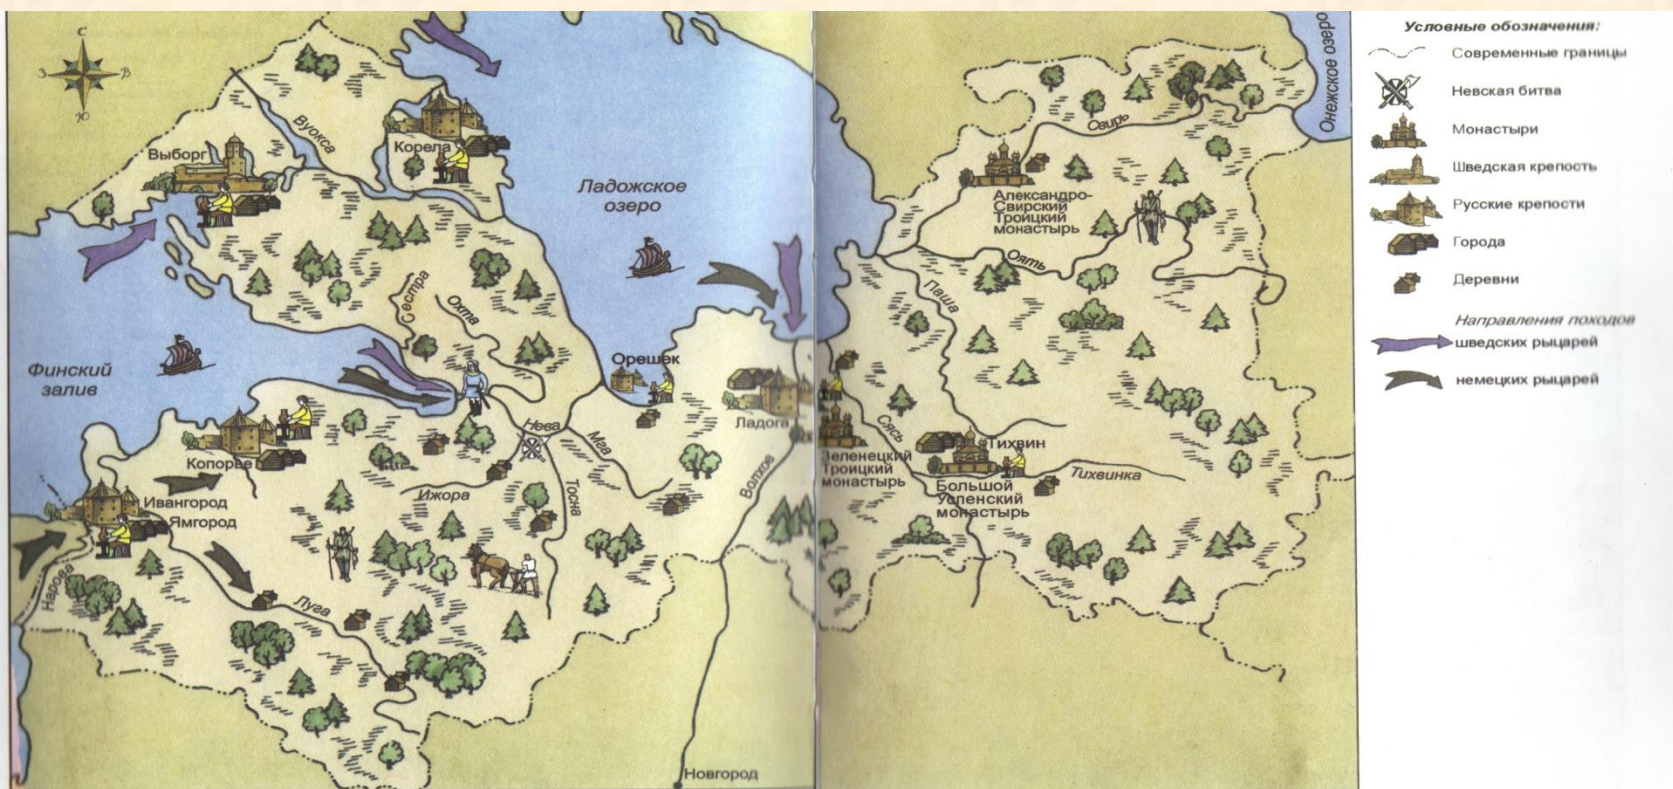 С
З
В
Ю
Вуокса
Корела
Выборг
Ладожское
озеро
Сестра
Охта
Финский
залив
Орешек
Ладога
Нева
Мга
Копорье
Ижора
Тосна
Волхов
Ивангород
Ямгород
Нарова
Луга
Новгород
Онежское озеро
Свирь
Александро-
Свирский
Троицкий
монастырь
Оять
Паша
Сясь
Зеленецкий
Троицкий
монастырь
Тихвин
Тихвинка
Большой
Успенский
монастырь
Условные обозначения:
Современные границы
Невская битва
Монастыри
Шведская крепость
Русские крепости
Города
Деревни
Направления походов
шведских рыцарей
немецких рыцарей